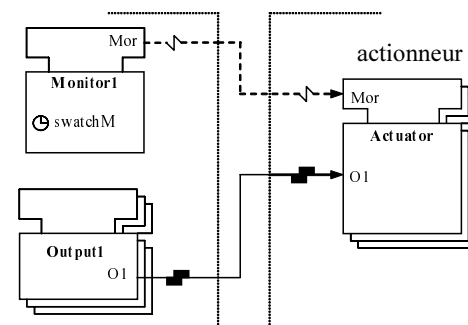 Mor
Monitor1
swatchM
actionneur
Mor
Actuator
O1
Output1
O1